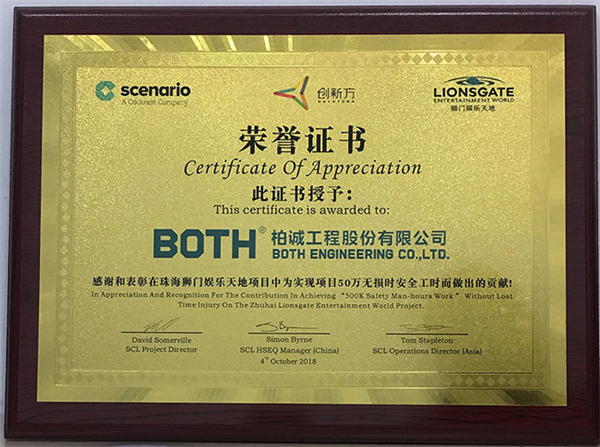 scenario
A Cockram Company
创新方
NOVOTOWN
LIONSGATE
ENTERTAINMENT WORLD
狮门娱乐天地
荣誉证书
Certificate Of Appreciation
此证书授予：
This certificate is awarded to:
BOTH® 柏诚工程股份有限公司
BOTH ENGINEERING CO.,LTD.
感谢和表彰在珠海狮门娱乐天地项目中为实现项目50万无损时安全工时而做出的贡献!
In Appreciation And Recognition For The Contribution In Achieving “500K Safety Man-hours Work” Without Lost
Time Injury On The Zhuhai Lionsgate Entertainment World Project.
David Somerville
SCL Project Director
Simon Byrne
SCL HSEQ Manager (China)
4th October 2018
Tom Stapleton
SCL Operations Director (Asia)